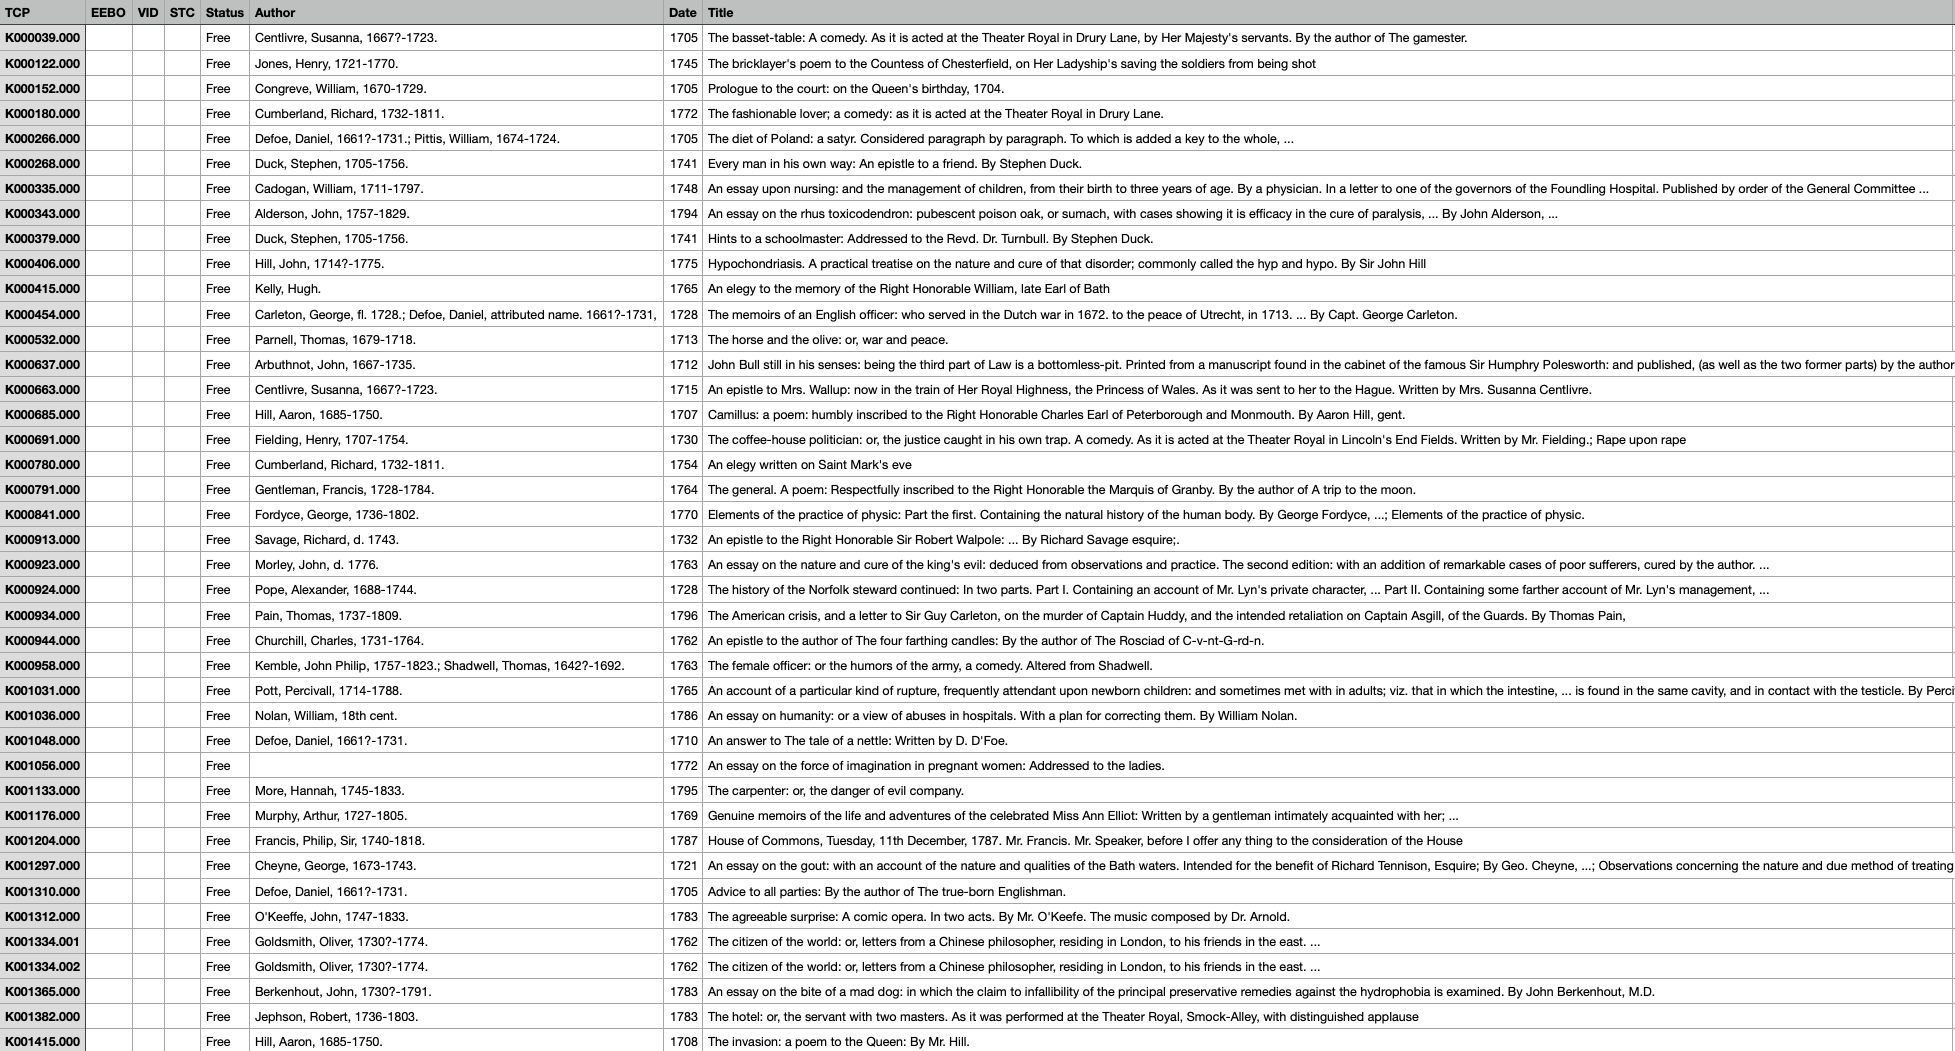 TCP EEBO VID STC Status Author Date Title
K000039.000 Free Centlivre, Susanna, 1667?-1723. 1705 The basset-table: A comedy. As it is acted at the Theater Royal in Drury Lane, by Her Majesty's servants. By the author of The gamester.
K000122.000 Free Jones, Henry, 1721-1770. 1745 The bricklayer's poem to the Countess of Chesterfield, on Her Ladyship's saving the soldiers from being shot
K000152.000 Free Congreve, William, 1670-1729. 1705 Prologue to the court: on the Queen's birthday, 1704.
K000180.000 Free Cumberland, Richard, 1732-1811. 1772 The fashionable lover; a comedy: as it is acted at the Theater Royal in Drury Lane.
K000266.000 Free Defoe, Daniel, 1661?-1731.; Pittis, William, 1674-1724. 1705 The diet of Poland: a satyr. Considered paragraph by paragraph. To which is added a key to the whole, ...
K000268.000 Free Duck, Stephen, 1705-1756. 1741 Every man in his own way: An epistle to a friend. By Stephen Duck.
K000335.000 Free Cadogan, William, 1711-1797. 1748 An essay upon nursing: and the management of children, from their birth to three years of age. By a physician. In a letter to one of the governors of the Foundling Hospital. Published by order of the General Committee ...
K000343.000 Free Alderson, John, 1757-1829. 1794 An essay on the rhus toxicodendron: pubescent poison oak, or sumach, with cases showing it is efficacy in the cure of paralysis, ... By John Alderson, ...
K000379.000 Free Duck, Stephen, 1705-1756. 1741 Hints to a schoolmaster: Addressed to the Revd. Dr. Turnbull. By Stephen Duck.
K000406.000 Free Hill, John, 1714?-1775. 1775 Hypochondriasis. A practical treatise on the nature and cure of that disorder; commonly called the hyp and hypo. By Sir John Hill
K000415.000 Free Kelly, Hugh. 1765 An elegy to the memory of the Right Honorable William, late Earl of Bath
K000454.000 Free Carleton, George, fl. 1728.; Defoe, Daniel, attributed name. 1661?-1731, 1728 The memoirs of an English officer: who served in the Dutch war in 1672. to the peace of Utrecht, in 1713. ... By Capt. George Carleton.
K000532.000 Free Parnell, Thomas, 1679-1718. 1713 The horse and the olive: or, war and peace.
K000637.000 Free Arbuthnot, John, 1667-1735. 1712 John Bull still in his senses: being the third part of Law is a bottomless-pit. Printed from a manuscript found in the cabinet of the famous Sir Humphry Polesworth: and published, (as well as the two former parts) by the author
K000663.000 Free Centlivre, Susanna, 1667?-1723. 1715 An epistle to Mrs. Wallup: now in the train of Her Royal Highness, the Princess of Wales. As it was sent to her to the Hague. Written by Mrs. Susanna Centlivre.
K000685.000 Free Hill, Aaron, 1685-1750. 1707 Camillus: a poem: humbly inscribed to the Right Honorable Charles Earl of Peterborough and Monmouth. By Aaron Hill, gent.
K000691.000 Free Fielding, Henry, 1707-1754. 1730 The coffee-house politician: or, the justice caught in his own trap. A comedy. As it is acted at the Theater Royal in Lincoln's End Fields. Written by Mr. Fielding.; Rape upon rape
K000780.000 Free Cumberland, Richard, 1732-1811. 1754 An elegy written on Saint Mark's eve
K000791.000 Free Gentleman, Francis, 1728-1784. 1764 The general. A poem: Respectfully inscribed to the Right Honorable the Marquis of Granby. By the author of A trip to the moon.
K000841.000 Free Fordyce, George, 1736-1802. 1770 Elements of the practice of physic: Part the first. Containing the natural history of the human body. By George Fordyce, ...; Elements of the practice of physic.
K000913.000 Free Savage, Richard, d. 1743. 1732 An epistle to the Right Honorable Sir Robert Walpole: ... By Richard Savage esquire;.
K000923.000 Free Morley, John, d. 1776. 1763 An essay on the nature and cure of the king's evil: deduced from observations and practice. The second edition: with an addition of remarkable cases of poor sufferers, cured by the author. ...
K000924.000 Free Pope, Alexander, 1688-1744. 1728 The history of the Norfolk steward continued: In two parts. Part I. Containing an account of Mr. Lyn's private character, ... Part II. Containing some farther account of Mr. Lyn's management, ...
K000934.000 Free Pain, Thomas, 1737-1809. 1796 The American crisis, and a letter to Sir Guy Carleton, on the murder of Captain Huddy, and the intended retaliation on Captain Asgill, of the Guards. By Thomas Pain,
K000944.000 Free Churchill, Charles, 1731-1764. 1762 An epistle to the author of The four farthing candles: By the author of The Rosciad of C-v-nt-G-rd-n.
K000958.000 Free Kemble, John Philip, 1757-1823.; Shadwell, Thomas, 1642?-1692. 1763 The female officer: or the humors of the army, a comedy. Altered from Shadwell.
K001031.000 Free Pott, Percivall, 1714-1788. 1765 An account of a particular kind of rupture, frequently attendant upon newborn children: and sometimes met with in adults; viz. that in which the intestine, ... is found in the same cavity, and in contact with the testicle. By Perci
K001036.000 Free Nolan, William, 18th cent. 1786 An essay on humanity: or a view of abuses in hospitals. With a plan for correcting them. By William Nolan.
K001048.000 Free Defoe, Daniel, 1661?-1731. 1710 An answer to The tale of a nettle: Written by D. D'Foe.
K001056.000 Free 1772 An essay on the force of imagination in pregnant women: Addressed to the ladies.
K001133.000 Free More, Hannah, 1745-1833. 1795 The carpenter: or, the danger of evil company.
K001176.000 Free Murphy, Arthur, 1727-1805. 1769 Genuine memoirs of the life and adventures of the celebrated Miss Ann Elliot: Written by a gentleman intimately acquainted with her; ...
K001204.000 Free Francis, Philip, Sir, 1740-1818. 1787 House of Commons, Tuesday, 11th December, 1787. Mr. Francis. Mr. Speaker, before I offer any thing to the consideration of the House
K001297.000 Free Cheyne, George, 1673-1743. 1721 An essay on the gout: with an account of the nature and qualities of the Bath waters. Intended for the benefit of Richard Tennison, Esquire; By Geo. Cheyne, ...; Observations concerning the nature and due method of treating
K001310.000 Free Defoe, Daniel, 1661?-1731. 1705 Advice to all parties: By the author of The true-born Englishman.
K001312.000 Free O'Keeffe, John, 1747-1833. 1783 The agreeable surprise: A comic opera. In two acts. By Mr. O'Keefe. The music composed by Dr. Arnold.
K001334.001 Free Goldsmith, Oliver, 1730?-1774. 1762 The citizen of the world: or, letters from a Chinese philosopher, residing in London, to his friends in the east. ...
K001334.002 Free Goldsmith, Oliver, 1730?-1774. 1762 The citizen of the world: or, letters from a Chinese philosopher, residing in London, to his friends in the east. ...
K001365.000 Free Berkenhout, John, 1730?-1791. 1783 An essay on the bite of a mad dog: in which the claim to infallibility of the principal preservative remedies against the hydrophobia is examined. By John Berkenhout, M.D.
K001382.000 Free Jephson, Robert, 1736-1803. 1783 The hotel: or, the servant with two masters. As it was performed at the Theater Royal, Smock-Alley, with distinguished applause
K001415.000 Free Hill, Aaron, 1685-1750. 1708 The invasion: a poem to the Queen: By Mr. Hill.